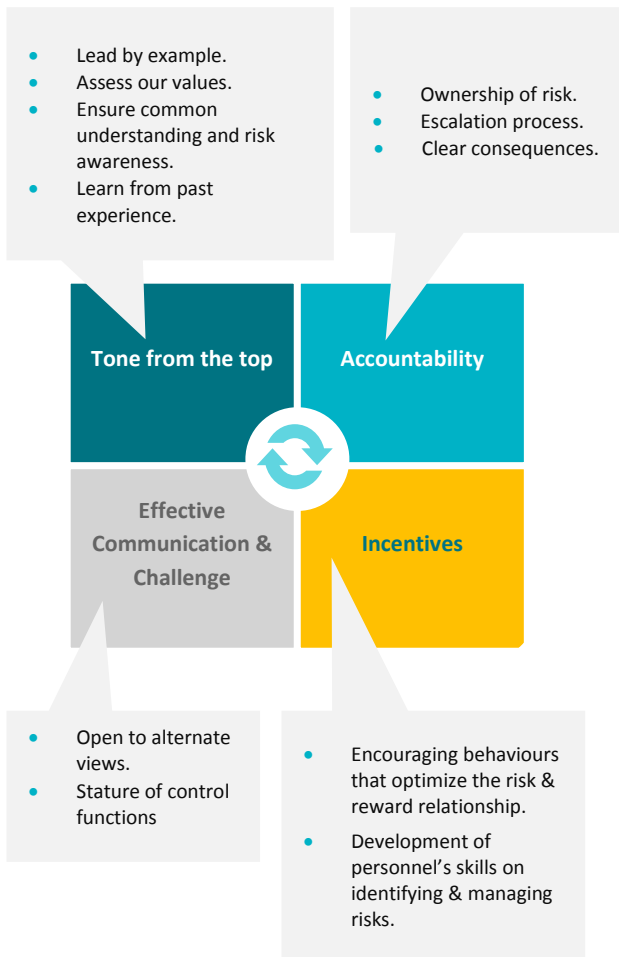 • Lead by example.
• Assess our values.
• Ensure common
understanding and risk
awareness.
• Learn from past
experience.
• Ownership of risk.
• Escalation process.
• Clear consequences.
Tone from the top
Accountability
Effective
Communication &
Challenge
Incentives
• Open to alternate
views.
• Stature of control
functions
• Encouraging behaviours
that optimize the risk &
reward relationship.
• Development of
personnel’s skills on
identifying & managing
risks.